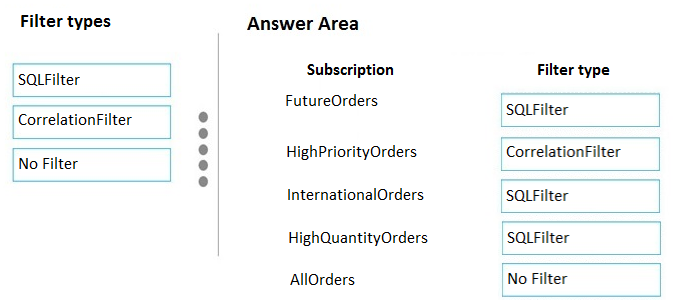 Filter types
SQLFilter
CorrelationFilter
No Filter
Answer Area
Subscription Filter type
FutureOrders SQLFilter
HighPriorityOrders CorrelationFilter
InternationalOrders SQLFilter
HighQuantityOrders SQLFilter
AllOrders No Filter